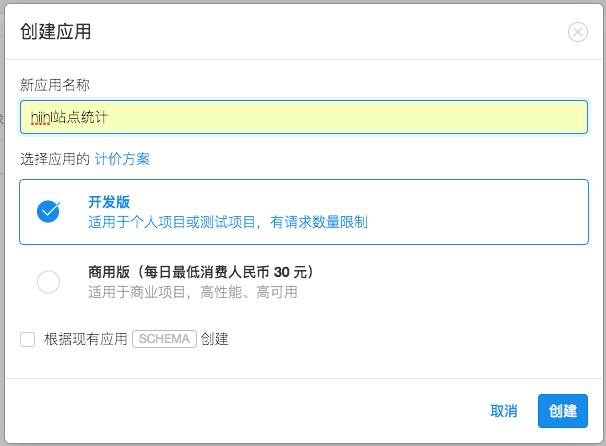 创建应用
新应用名称
hiihl站点统计
选择应用的 计价方案
开发版
适用于个人项目或测试项目，有请求数量限制
商用版（每日最低消费人民币 30 元）
适用于商业项目，高性能、高可用
根据现有应用 SCHEMA 创建
取消 创建